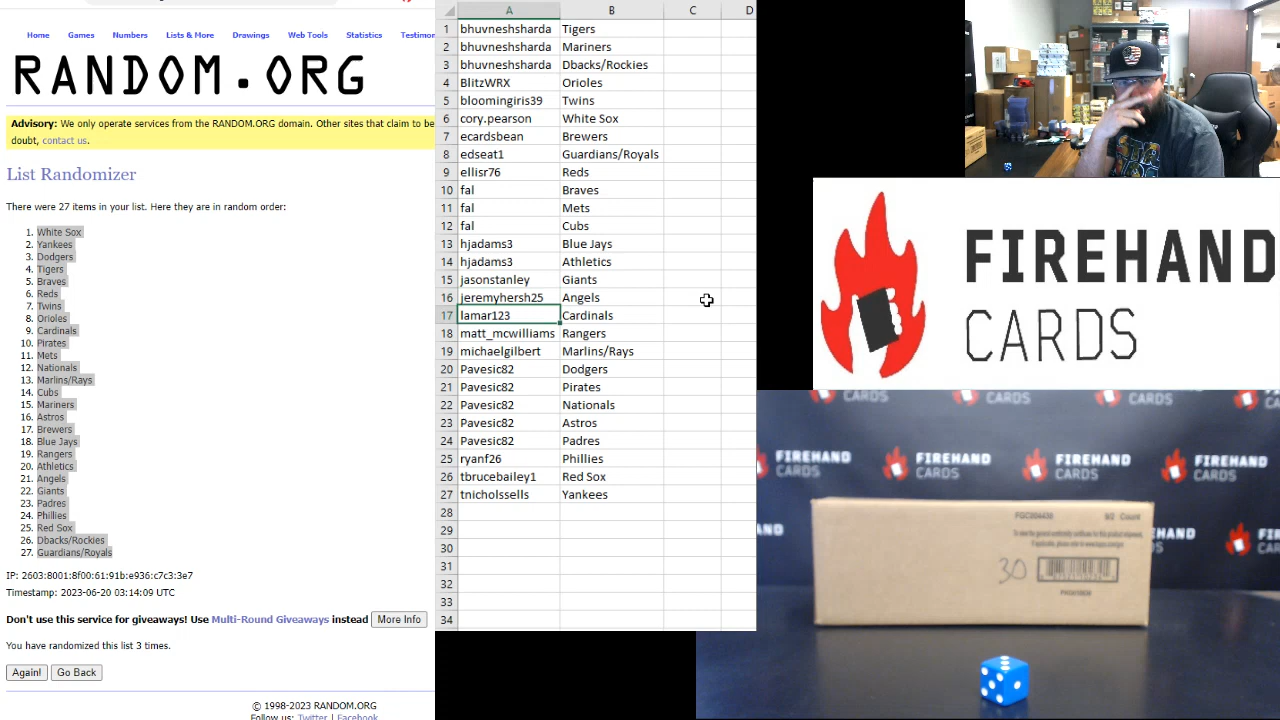 Home Games Numbers Lists & More Drawings Web Tools Statistics Testimor
RANDOM.ORG
Advisory: We only operate services from the RANDOM.ORG domain. Other sites that claim to be
doubt, contact us.
List Randomizer
There were 27 items in your list. Here they are in random order:
1. White Sox
2. Yankees
3. Dodgers
4. Tigers
5. Braves
6. Reds
7. Twins
8. Orioles
9. Cardinals
10. Pirates
11. Mets
12. Nationals
13. Marlins/Rays
14. Cubs
15. Mariners
16. Astros
17. Brewers
18. Blue Jays
19. Rangers
20. Athletics
21. Angels
22. Giants
23. Padres
24. Phillies
25. Red Sox
26. Dbacks/Rockies
27. Guardians/Royals
IP: 2603:8001:8f00:61:91b:e936:c7c3:3e7
Timestamp: 2023-06-20 03:14:09 UTC
Don't use this service for giveaways! Use Multi-Round Giveaways instead More Info
You have randomized this list 3 times.
Again! Go Back
© 1998-2023 RANDOM.ORG
Follow us: Twitter | Facebook
A B C D
1 bhuvneshsharda Tigers
2 bhuvneshsharda Mariners
3 bhuvneshsharda Dbacks/Rockies
4 BlitzWRX Orioles
5 bloomingiris39 Twins
6 cory.pearson White Sox
7 ecardsbean Brewers
8 edseat1 Guardians/Royals
9 ellisr76 Reds
10 fal Braves
11 fal Mets
12 fal Cubs
13 hjadams3 Blue Jays
14 hjadams3 Athletics
15 jasonstanley Giants
16 jeremyhersh25 Angels
17 lamar123 Cardinals
18 matt_mcwilliams Rangers
19 michaelgilbert Marlins/Rays
20 Pavesic82 Dodgers
21 Pavesic82 Pirates
22 Pavesic82 Nationals
23 Pavesic82 Astros
24 Pavesic82 Padres
25 ryanf26 Phillies
26 tbrucebailey1 Red Sox
27 tnicholssells Yankees
28
29
30
31
32
33
34
FIREHAND
CARDS
CARDS
FIREHAND
CARDS
FIREHAND
CARDS
FIREHAND
CARDS
FIREHAND
CARDS
30